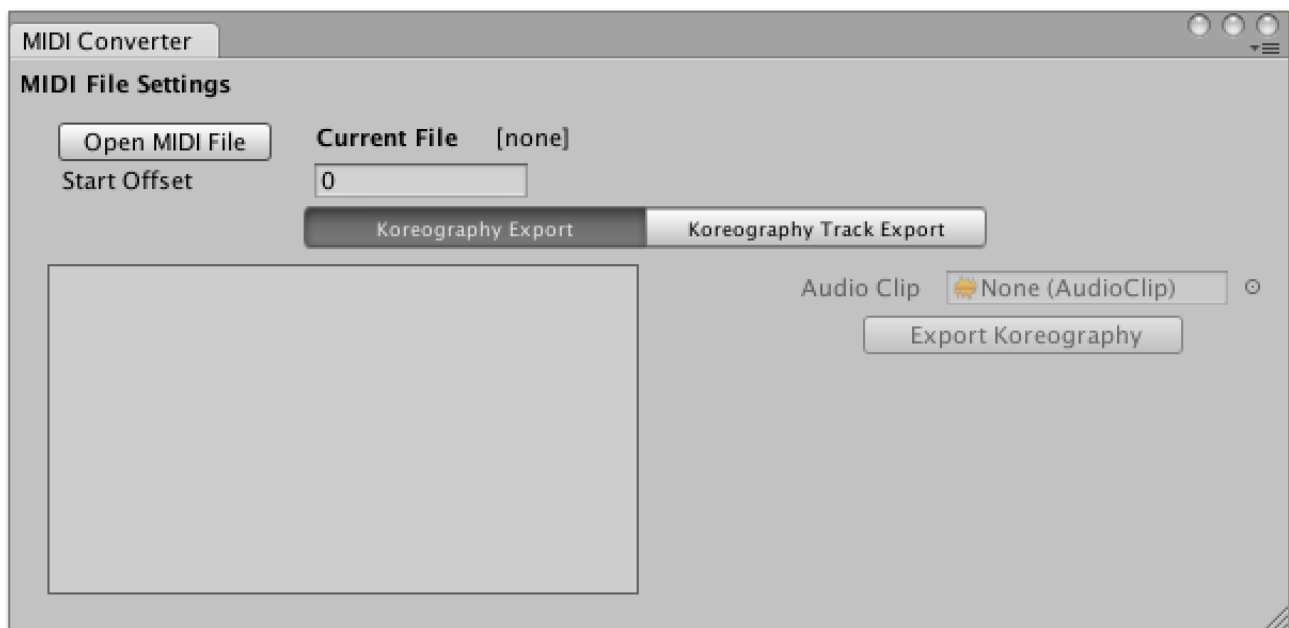 MIDI Converter
MIDI File Settings
Open MIDI File Current File [none]
Start Offset 0
Koreography Export Koreography Track Export
Audio Clip None (AudioClip)
Export Koreography